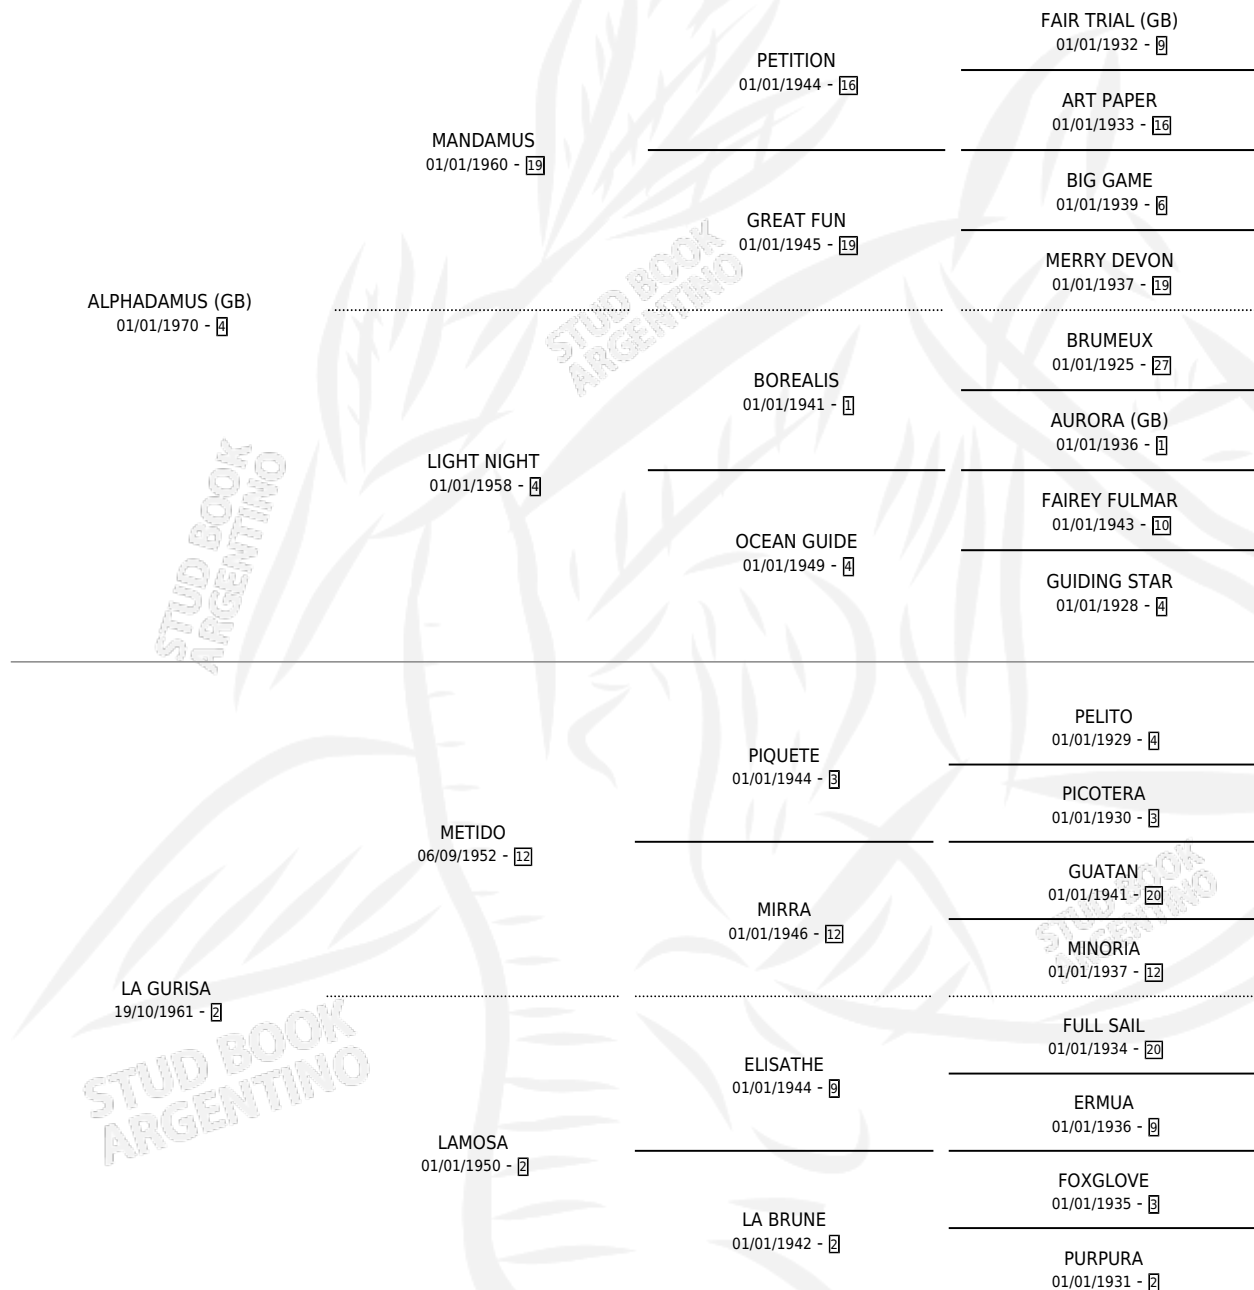 FAIR TRIAL (GB)
01/01/1932 - 9
PETITION
01/01/1944 - 16
ART PAPER
01/01/1933 - 16
MANDAMUS
01/01/1960 - 19
BIG GAME
01/01/1939 - 6
GREAT FUN
01/01/1945 - 19
MERRY DEVON
01/01/1937 - 19
ALPHADAMUS (GB)
01/01/1970 - 4
BRUMEUX
01/01/1925 - 27
BOREALIS
01/01/1941 - 1
AURORA (GB)
01/01/1936 - 1
LIGHT NIGHT
01/01/1958 - 4
FAIREY FULMAR
01/01/1943 - 10
OCEAN GUIDE
01/01/1949 - 4
GUIDING STAR
01/01/1928 - 4
PELITO
01/01/1929 - 4
PIQUETE
01/01/1944 - 3
PICOTERA
01/01/1930 - 3
METIDO
06/09/1952 - 12
GUATAN
01/01/1941 - 20
MIRRA
01/01/1946 - 12
MINORIA
01/01/1937 - 12
LA GURISA
19/10/1961 - 2
FULL SAIL
01/01/1934 - 20
ELISATHE
01/01/1944 - 9
ERMUA
01/01/1936 - 9
LAMOSA
01/01/1950 - 2
FOXGLOVE
01/01/1935 - 3
LA BRUNE
01/01/1942 - 2
PURPURA
01/01/1931 - 2
STUD BOOK
ARGENTINO
STUD BOOK
ARGENTINO
STUD BOOK
ARGENTINO
STUD BOOK
ARGENTINO